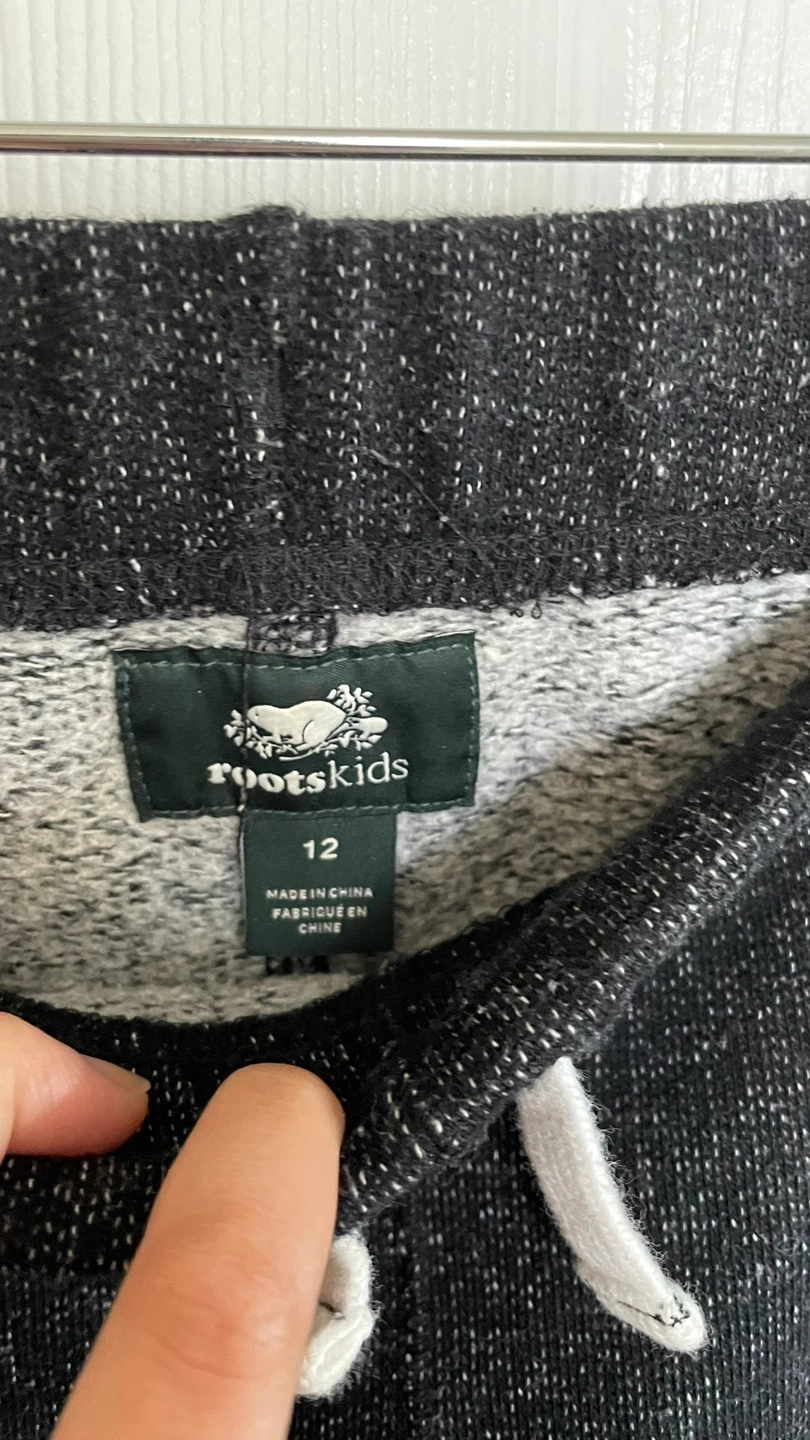 rootskids
12
MADE IN CHINA
FABRIQUÉ EN
CHINE